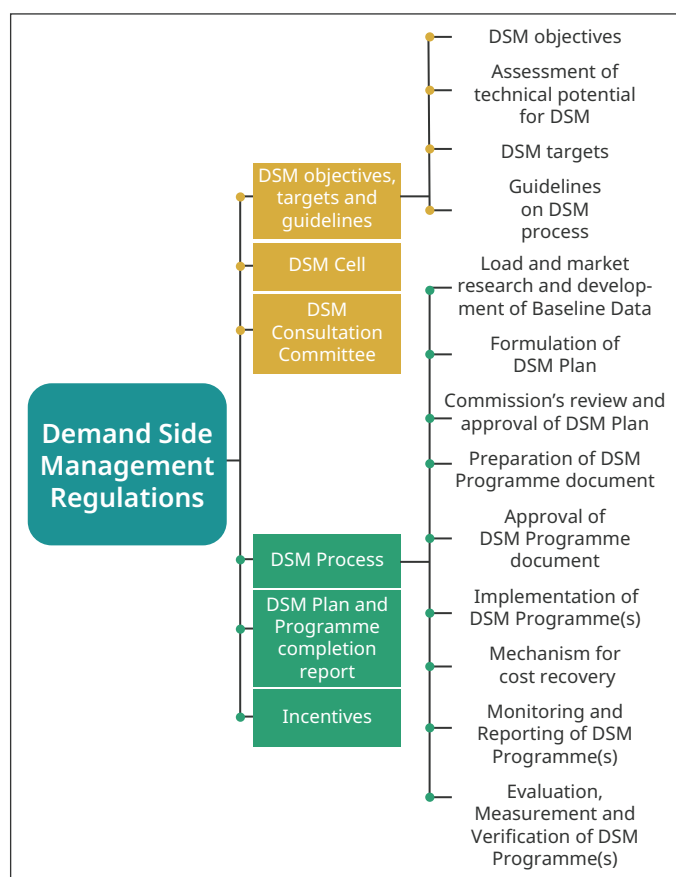 Demand Side
Management
Regulations
DSM objectives,
targets and
guidelines
DSM Cell
DSM
Consultation
Committee
DSM Process
DSM Plan and
Programme
completion
report
Incentives
DSM objectives
Assessment of
technical potential
for DSM
DSM targets
Guidelines
on DSM
process
Load and market
research and develop-
ment of Baseline Data
Formulation of
DSM Plan
Commission’s review and
approval of DSM Plan
Preparation of DSM
Programme document
Approval of
DSM Programme
document
Implementation of
DSM Programme(s)
Mechanism for
cost recovery
Monitoring and
Reporting of DSM
Programme(s)
Evaluation,
Measurement and
Verification of DSM
Programme(s)